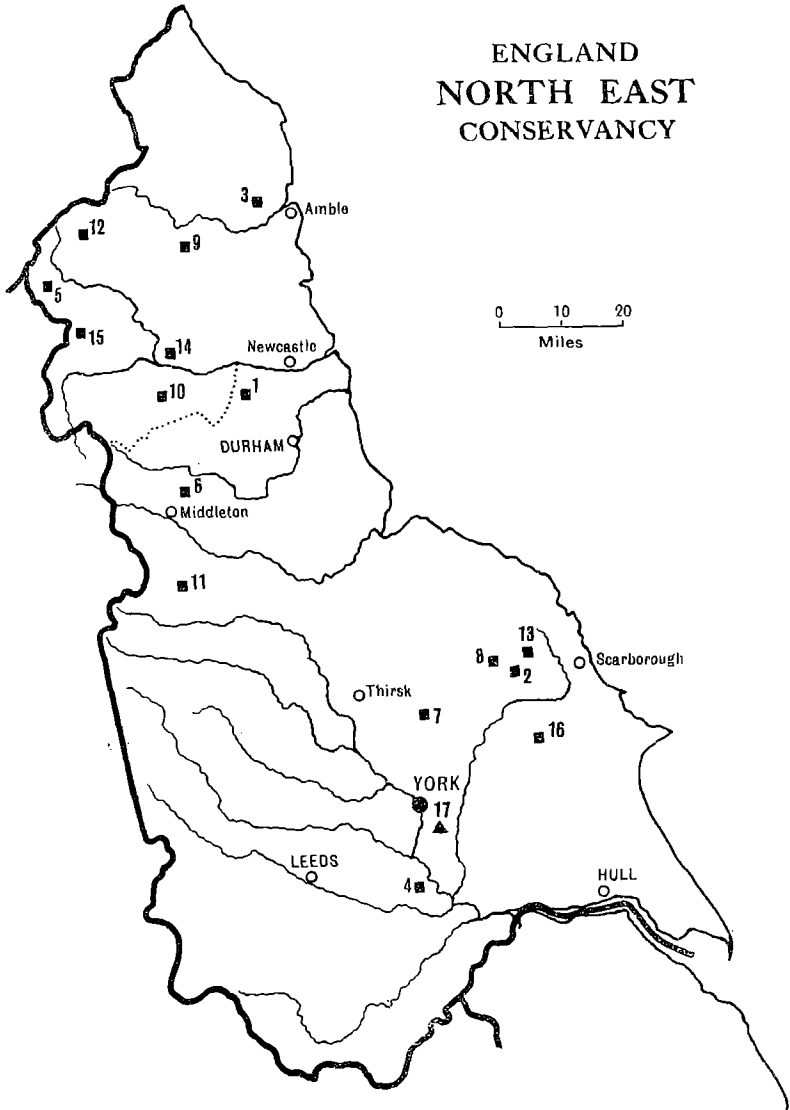 ENGLAND
NORTH EAST
CONSERVANCY
3
Amble
12
9
5
0 10 20
Miles
15
14
Newcastle
10
1
DURHAM
6
Middleton
11
13
8
2
Scarborough
Thirsk
7
16
YORK
17
LEEDS
4
HULL